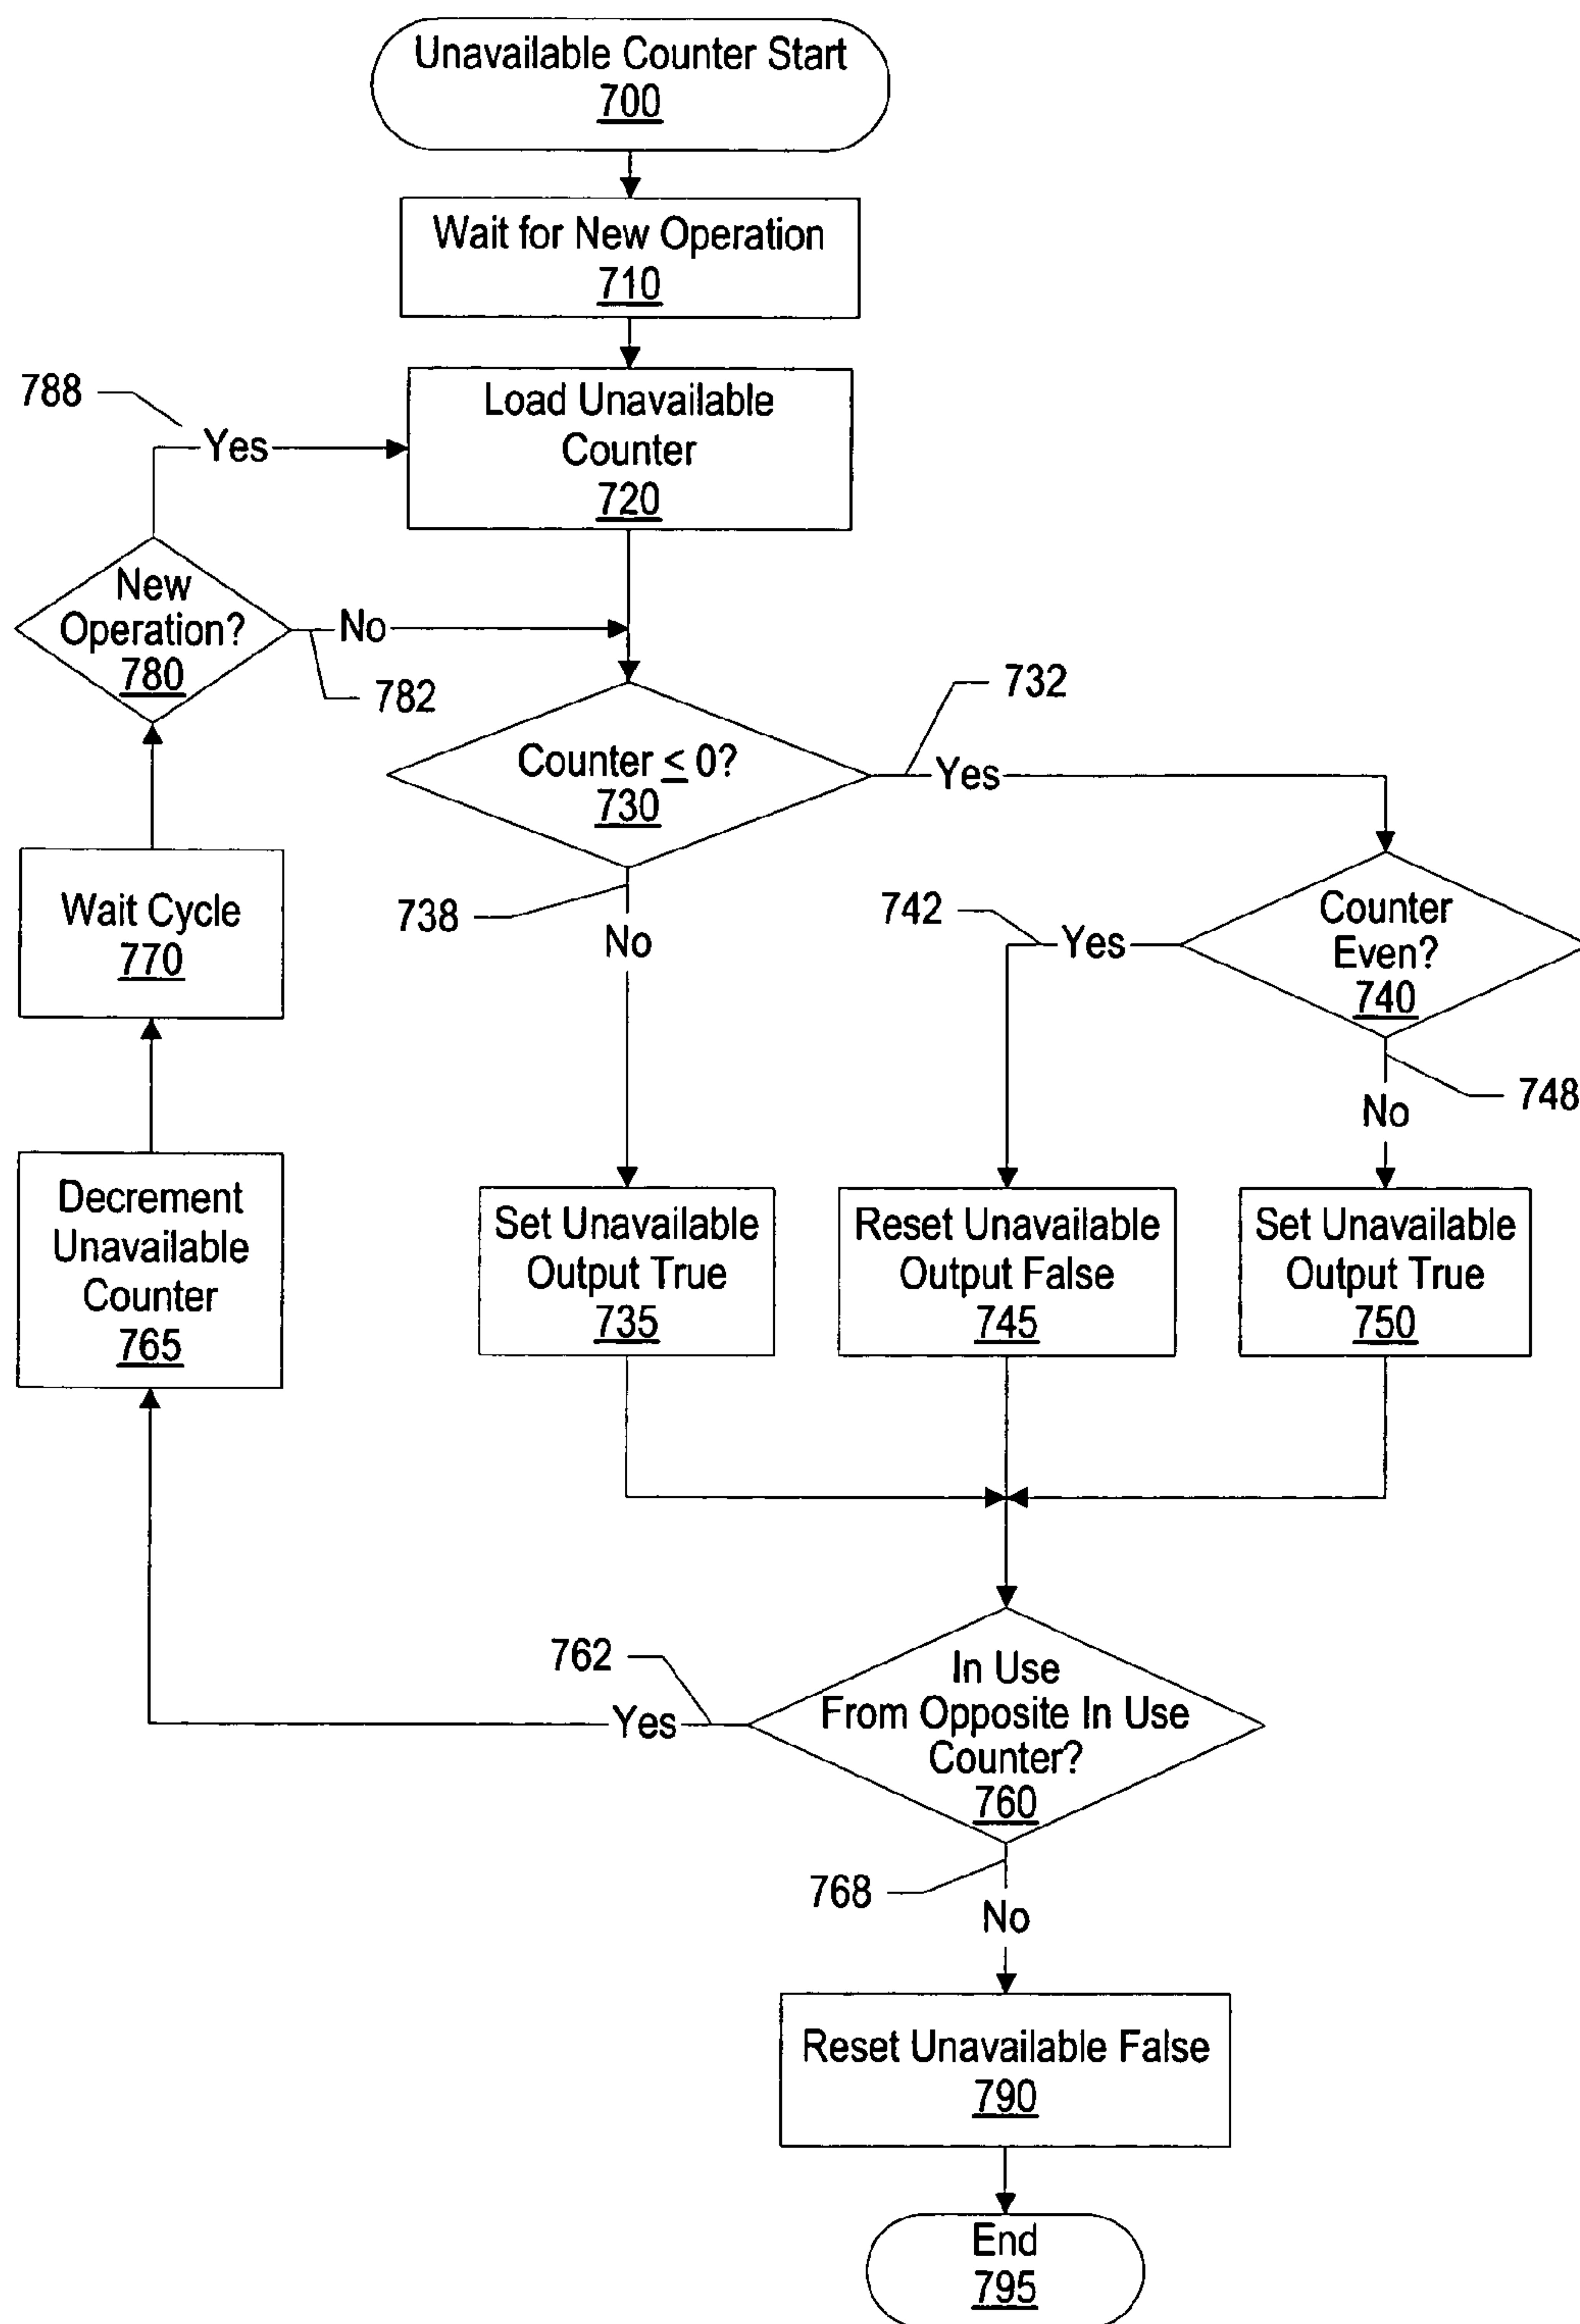 Unavailable Counter Start
700
Wait for New Operation
710
788
Yes
Load Unavailable
Counter
720
New
Operation?
780
No
782
732
Counter ≤ 0?
730
Yes
738
No
Wait Cycle
770
742
Yes
Counter
Even?
740
748
No
Decrement
Unavailable
Counter
765
Set Unavailable
Output True
735
Reset Unavailable
Output False
745
Set Unavailable
Output True
750
762
Yes
In Use
From Opposite In Use
Counter?
760
768
No
Reset Unavailable False
790
End
795